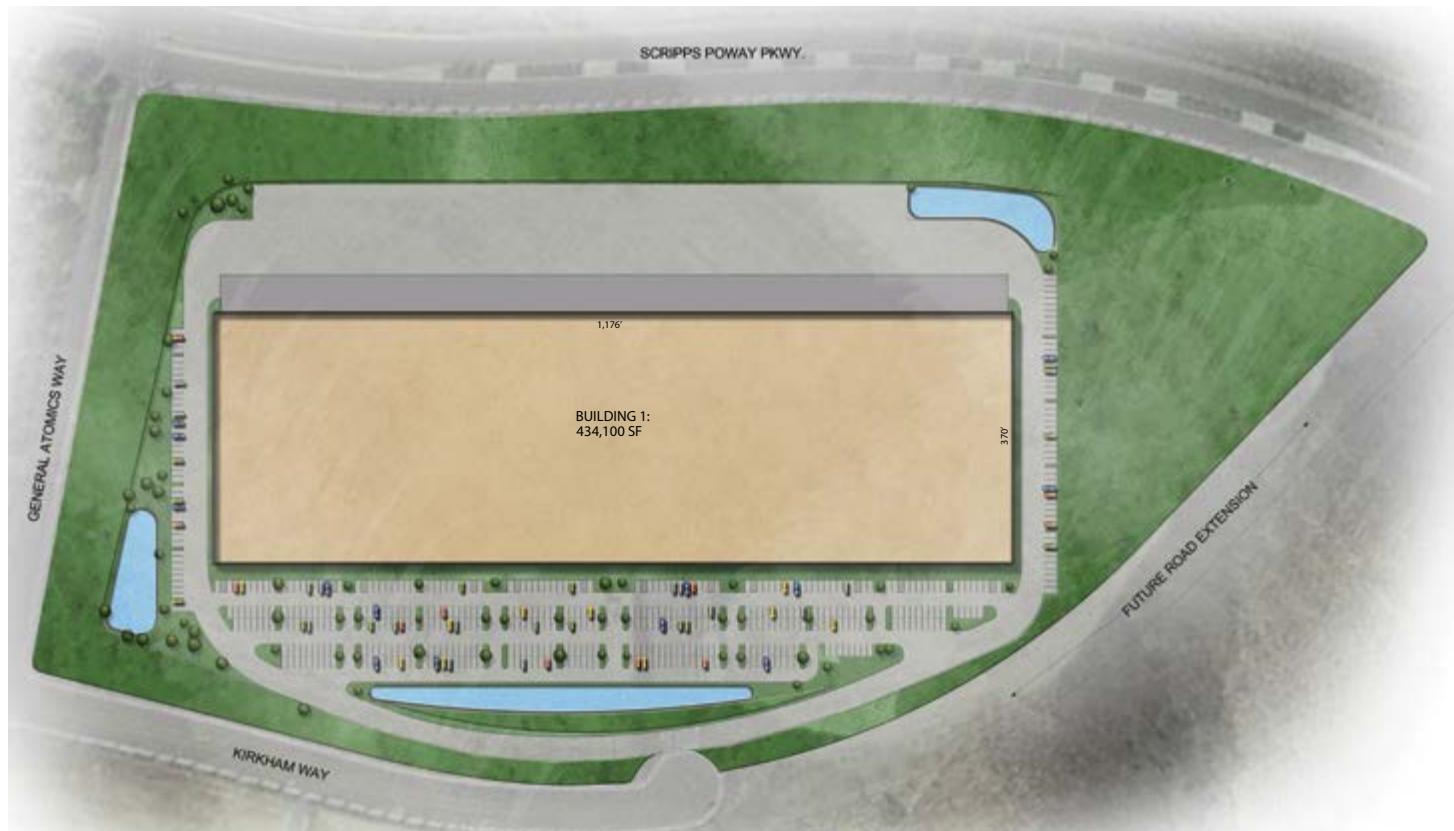 SCRIPPS POWAY PKWY.
1,176'
BUILDING 1:
434,100 SF
370'
GENERAL ATOMICS WAY
FUTURE ROAD EXTENSION
KIRKHAM WAY